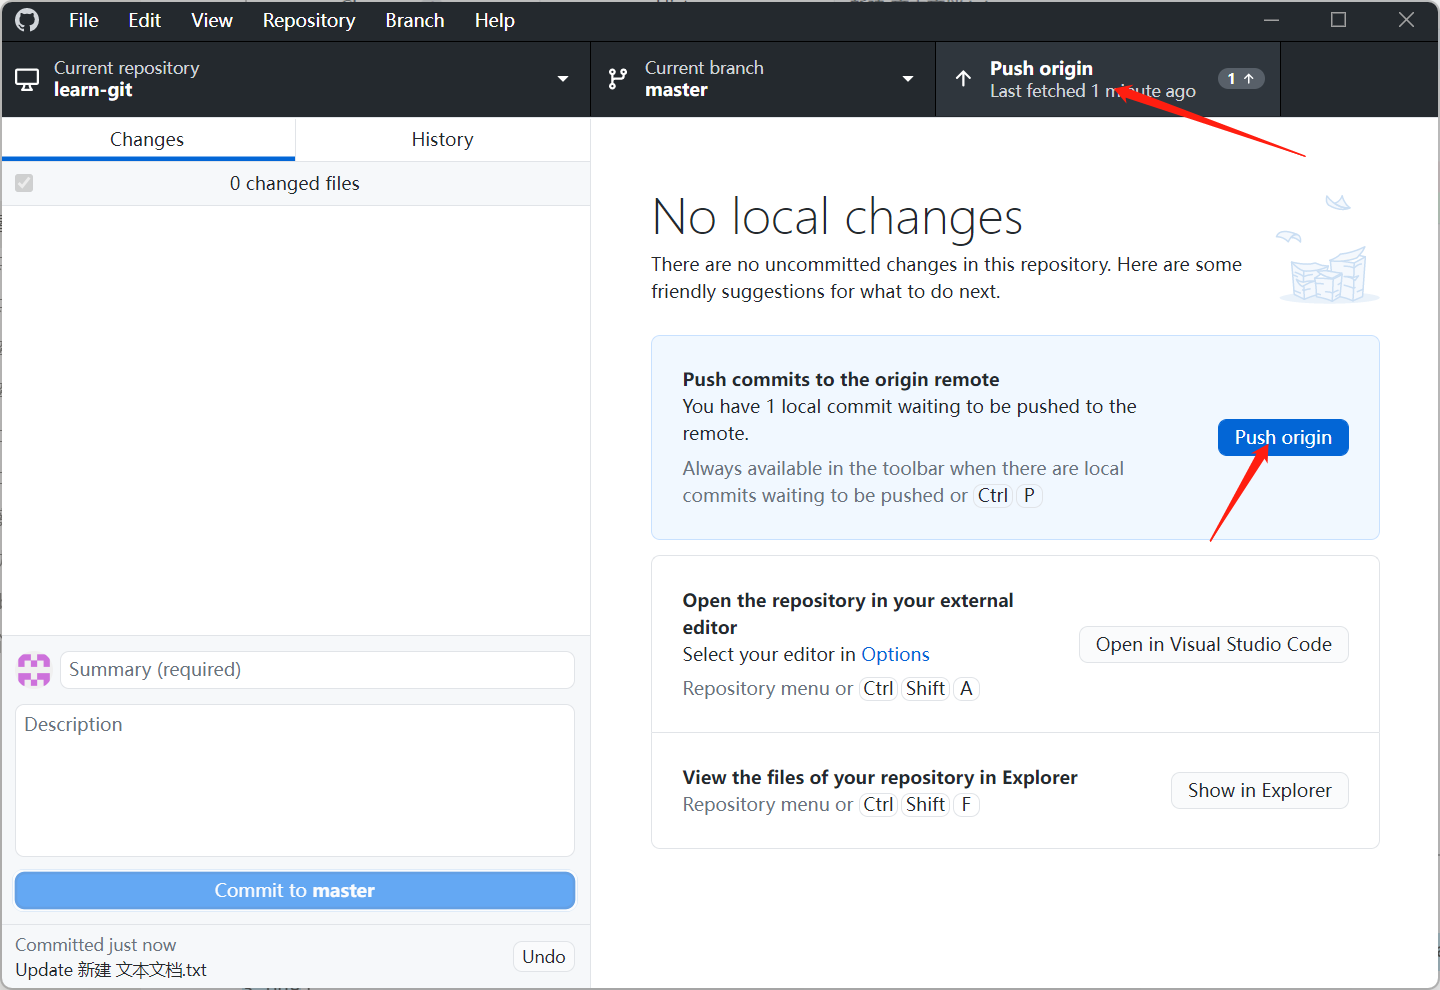 File Edit View Repository Branch Help
Current repository
learn-git
Current branch
master
Push origin
Last fetched 1 minute ago
1
Changes
History
0 changed files
No local changes
There are no uncommitted changes in this repository. Here are some
friendly suggestions for what to do next.
Push commits to the origin remote
You have 1 local commit waiting to be pushed to the
remote.
Always available in the toolbar when there are local
commits waiting to be pushed or Ctrl P
Push origin
Open the repository in your external
editor
Select your editor in Options
Repository menu or Ctrl Shift A
Open in Visual Studio Code
View the files of your repository in Explorer
Repository menu or Ctrl Shift F
Show in Explorer
Summary (required)
Description
Commit to master
Committed just now
Update 新建 文本文档.txt
Undo